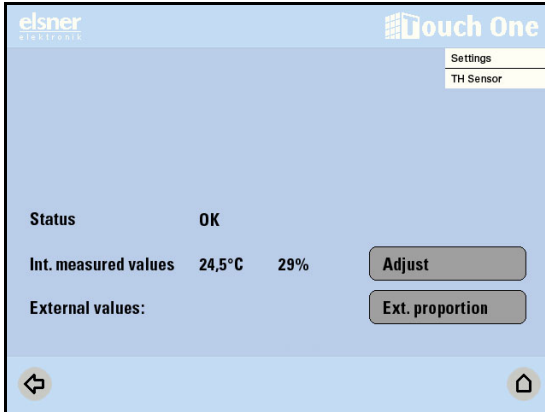 elsner
elektronik
Touch One
Settings
TH Sensor
Status OK
Int. measured values 24,5°C 29% Adjust
External values: Ext. proportion